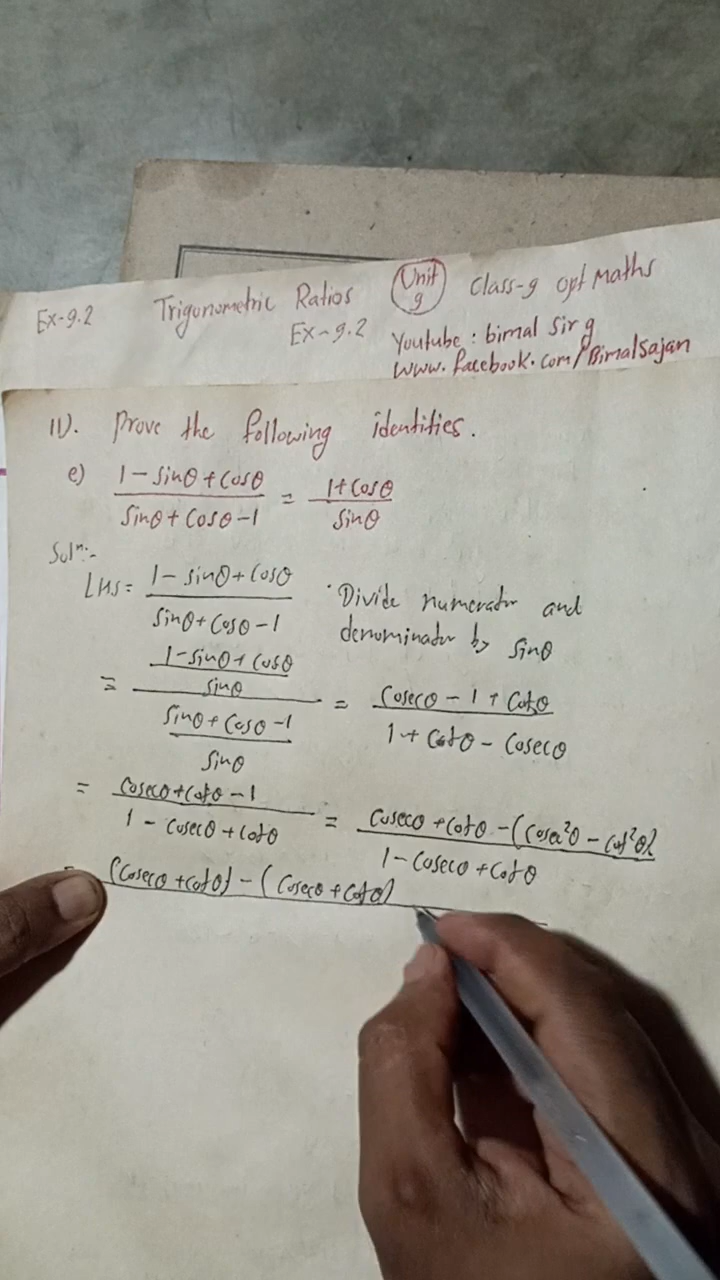 Ex-9.2 Trigonometric Ratios Unit 9 Class-9 opt Maths
Ex-9.2 Youtube : bimal Sir g
www.facebook.com/Bimalsajan
11). Prove the following identities.
e) (1 - sinθ + cosθ)/(sinθ + cosθ - 1) = (1 + cosθ)/sinθ
Solⁿ:-
LHS = (1 - sinθ + cosθ)/(sinθ + cosθ - 1) Divide numerator and
denominator by sinθ
= ((1 - sinθ + cosθ)/sinθ)/((sinθ + cosθ - 1)/sinθ) = (cosecθ - 1 + cotθ)/(1 + cotθ - cosecθ)
= (cosecθ + cotθ - 1)/(1 - cosecθ + cotθ) = (cosecθ + cotθ - (cosec²θ - cot²θ))/(1 - cosecθ + cotθ)
= (cosecθ + cotθ) - (cosecθ + cotθ)